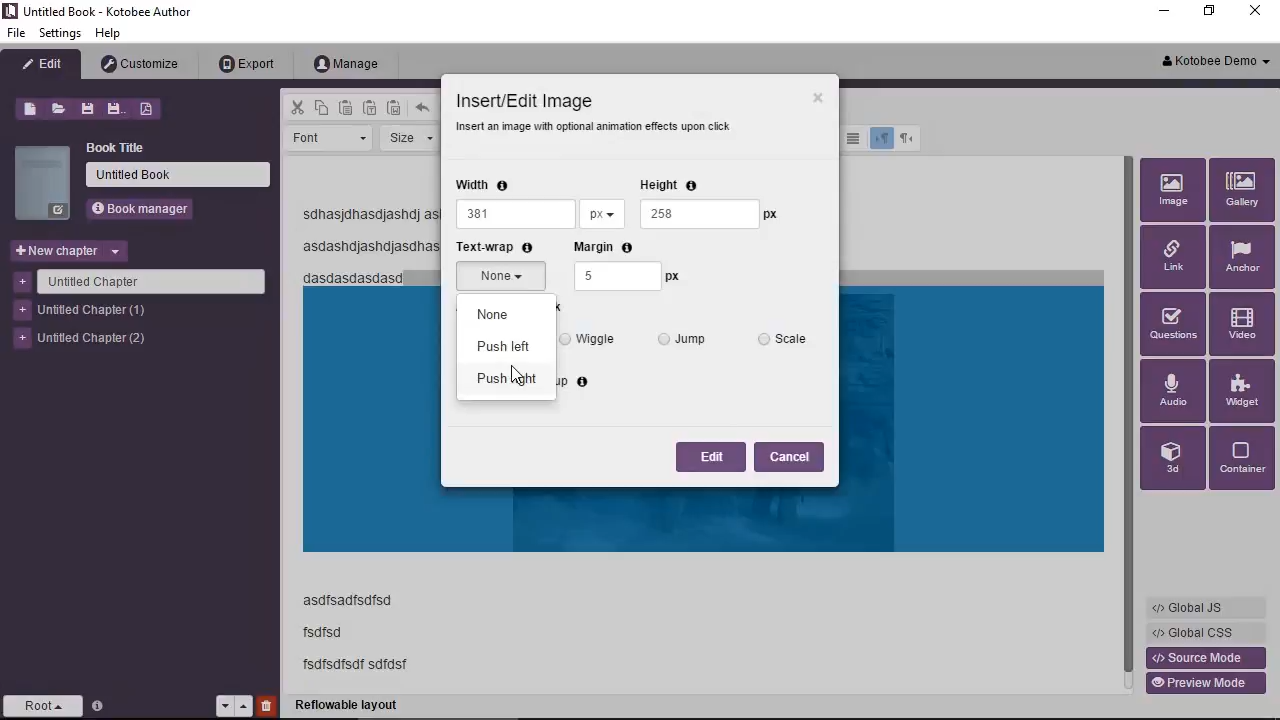 Untitled Book - Kotobee Author
File Settings Help
Edit Customize Export Manage
Kotobee Demo
Font Size
Book Title
Untitled Book
Book manager
New chapter
Untitled Chapter
Untitled Chapter (1)
Untitled Chapter (2)
Root
sdhasjdhasdjashdj
asdashdjashdjasdhas
dasdasdasdasd
Insert/Edit Image
Insert an image with optional animation effects upon click
Width Height
381 px 258 px
Text-wrap Margin
None 5 px
None
Push left
Push
Wiggle Jump Scale
Edit Cancel
asdfsadfsdfsd
fsdfsd
fsdfsdfsdf sdfdsf
Reflowable layout
Image Gallery
Link Anchor
Questions Video
Audio Widget
3d Container
</> Global JS
</> Global CSS
</> Source Mode
Preview Mode